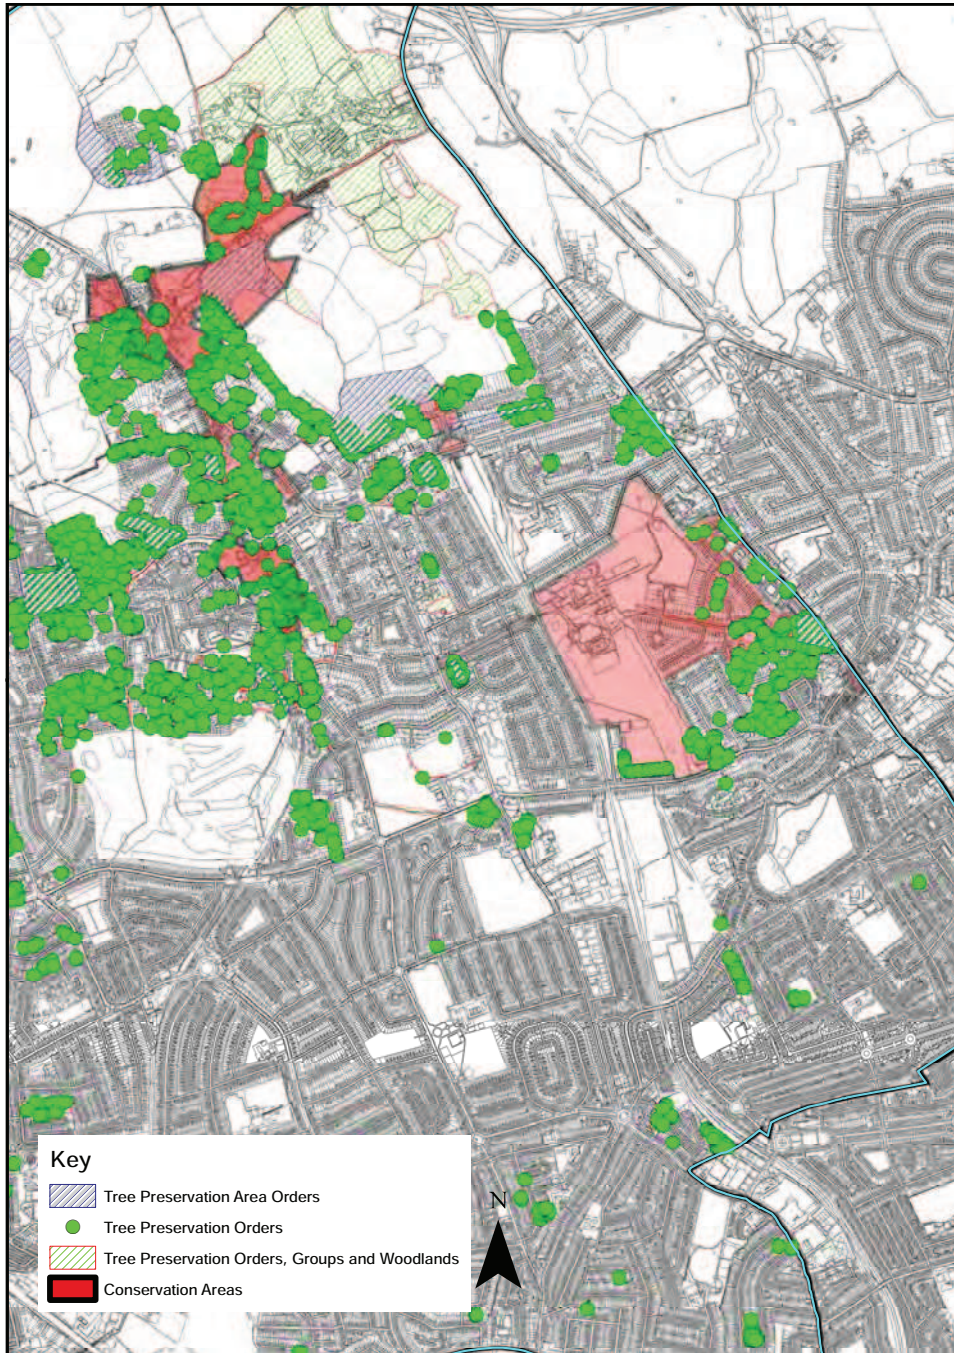 Key
Tree Preservation Area Orders
Tree Preservation Orders
Tree Preservation Orders, Groups and Woodlands
Conservation Areas
N